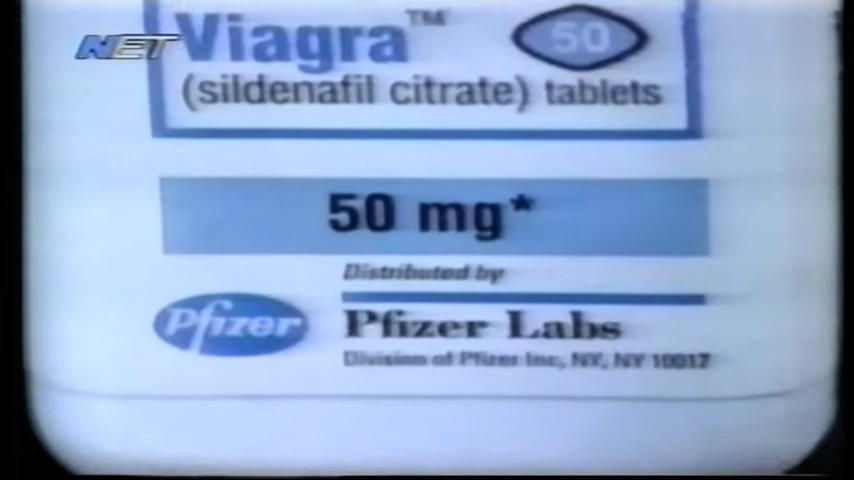 NET
Viagra™ 50
(sildenafil citrate) tablets
50 mg*
Distributed by
Pfizer
Pfizer Labs
Division of Pfizer Inc, NY, NY 10017